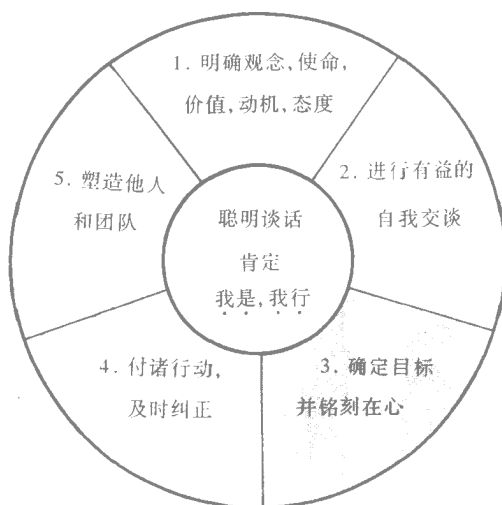 1. 明确观念,使命,
价值,动机,态度
2. 进行有益的
自我交谈
3. 确定目标
并铭刻在心
4. 付诸行动,
及时纠正
5. 塑造他人
和团队
聪明谈话
肯定
我是,我行